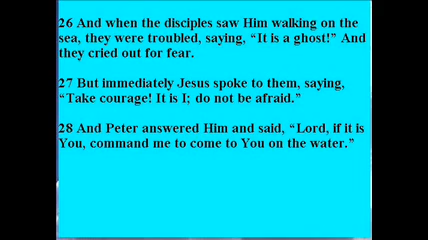 26 And when the disciples saw Him walking on the
sea, they were troubled, saying, “It is a ghost!” And
they cried out for fear.
27 But immediately Jesus spoke to them, saying,
“Take courage! It is I; do not be afraid.”
28 And Peter answered Him and said, “Lord, if it is
You, command me to come to You on the water.”